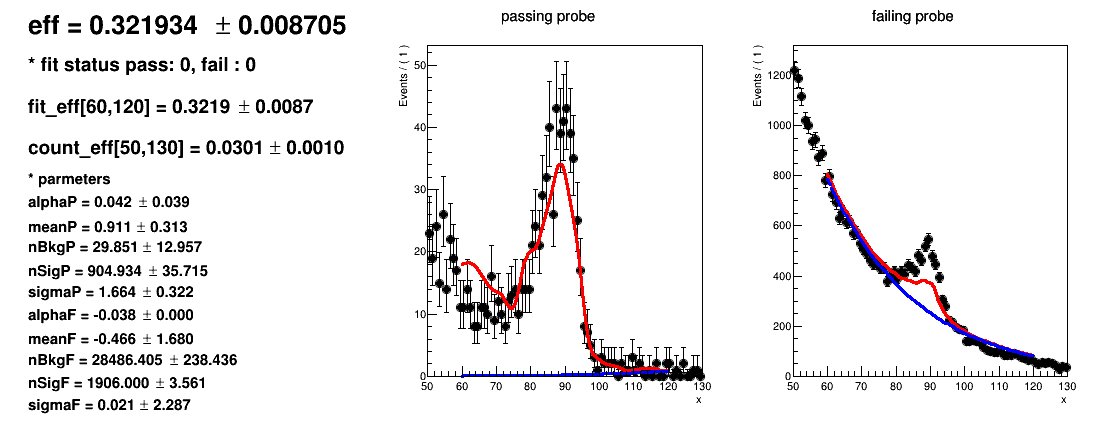 eff = 0.321934 ± 0.008705
* fit status pass: 0, fail : 0
fit_eff[60,120] = 0.3219 ± 0.0087
count_eff[50,130] = 0.0301 ± 0.0010
* parmeters
alphaP = 0.042 ± 0.039
meanP = 0.911 ± 0.313
nBkgP = 29.851 ± 12.957
nSigP = 904.934 ± 35.715
sigmaP = 1.664 ± 0.322
alphaF = -0.038 ± 0.000
meanF = -0.466 ± 1.680
nBkgF = 28486.405 ± 238.436
nSigF = 1906.000 ± 3.561
sigmaF = 0.021 ± 2.287
passing probe
Events / ( 1 )
50
40
30
20
10
0
50 60 70 80 90 100 110 120 130
x
failing probe
Events / ( 1 )
1200
1000
800
600
400
200
0
50 60 70 80 90 100 110 120 130
x